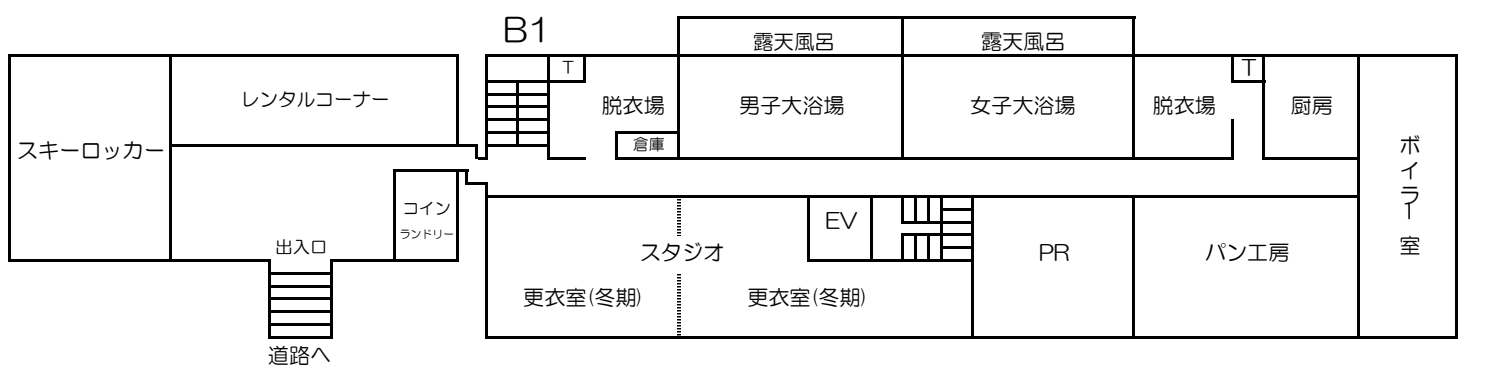 B1
露天風呂
露天風呂
T
T
レンタルコーナー
脱衣場
男子大浴場
女子大浴場
脱衣場
厨房
スキーロッカー
倉庫
ボイラー室
コイン
ランドリー
EV
出入口
スタジオ
PR
パン工房
更衣室(冬期)
更衣室(冬期)
道路へ